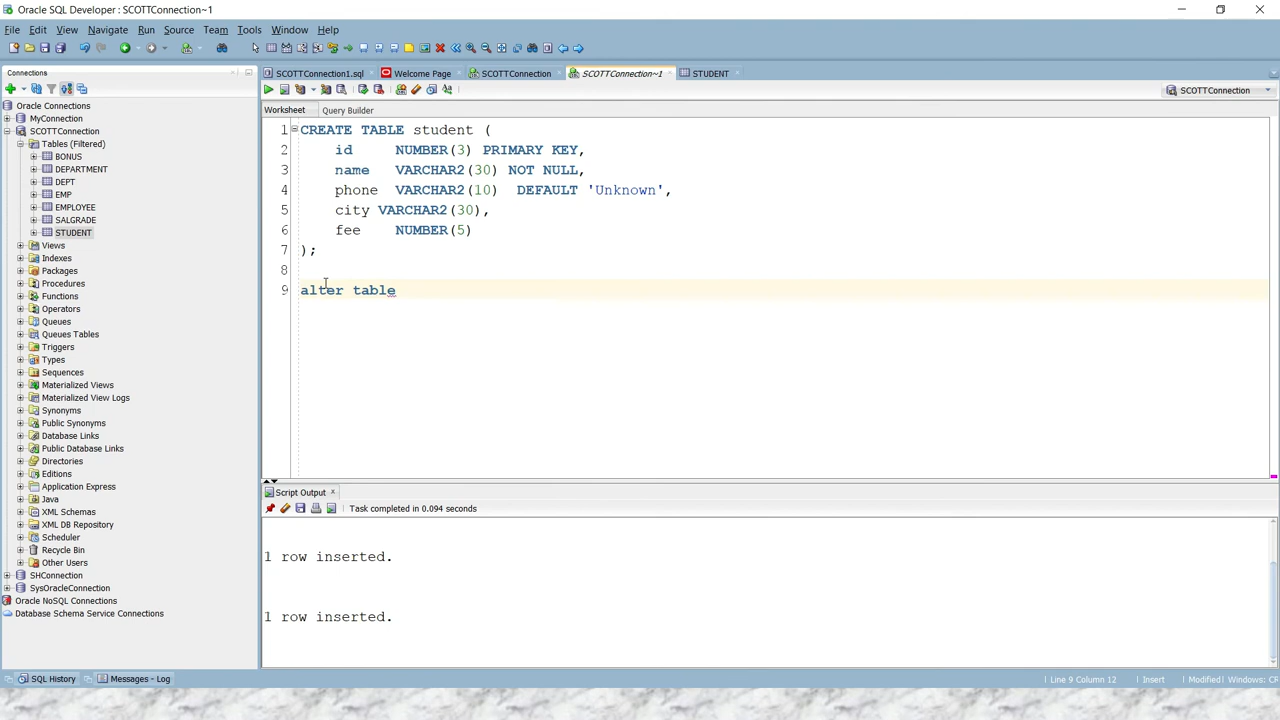 Oracle SQL Developer : SCOTTConnection~1
File Edit View Navigate Run Source Team Tools Window Help
Connections
SCOTTConnection1.sql Welcome Page SCOTTConnection SCOTTConnection~1 STUDENT
SCOTTConnection
Worksheet Query Builder
Oracle Connections
MyConnection
SCOTTConnection
Tables (Filtered)
BONUS
DEPARTMENT
DEPT
EMP
EMPLOYEE
SALGRADE
STUDENT
Views
Indexes
Packages
Procedures
Functions
Operators
Queues
Queues Tables
Triggers
Types
Sequences
Materialized Views
Materialized View Logs
Synonyms
Public Synonyms
Database Links
Public Database Links
Directories
Editions
Application Express
Java
XML Schemas
XML DB Repository
Scheduler
Recycle Bin
Other Users
SHConnection
SysOracleConnection
Oracle NoSQL Connections
Database Schema Service Connections
1 CREATE TABLE student (
2 id NUMBER(3) PRIMARY KEY,
3 name VARCHAR2(30) NOT NULL,
4 phone VARCHAR2(10) DEFAULT 'Unknown',
5 city VARCHAR2(30),
6 fee NUMBER(5)
7 );
8
9 alter table
Script Output
Task completed in 0.094 seconds
1 row inserted.
1 row inserted.
SQL History Messages - Log
Line 9 Column 12 Insert Modified Windows: CR